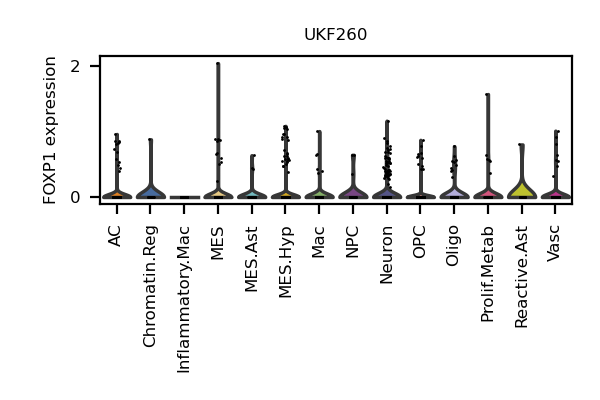 UKF260
FOXP1 expression
2
0
AC
Chromatin.Reg
Inflammatory.Mac
MES
MES.Ast
MES.Hyp
Mac
NPC
Neuron
OPC
Oligo
Prolif.Metab
Reactive.Ast
Vasc